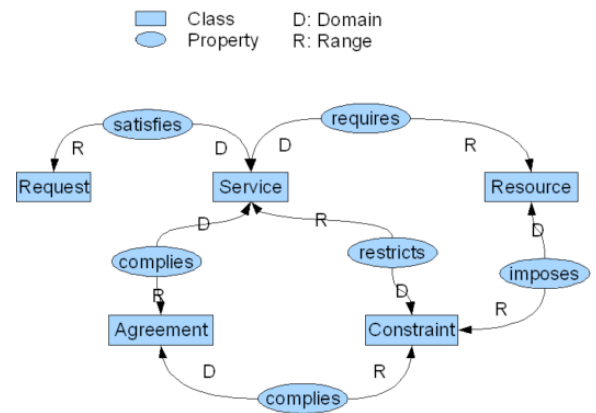 Class D: Domain
Property R: Range
satisfies requires
R D D R
Request Service Resource
D R D
complies restricts imposes
R D R
Agreement Constraint
D R
complies